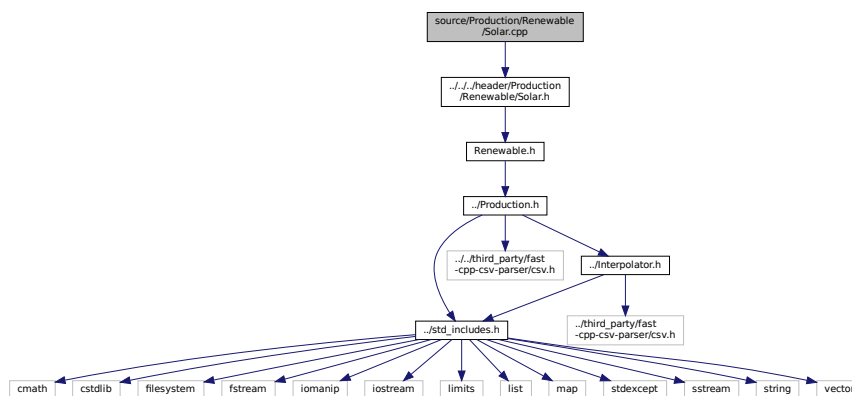 source/Production/Renewable
/Solar.cpp
../../../header/Production
/Renewable/Solar.h
Renewable.h
../Production.h
../../third_party/fast
-cpp-csv-parser/csv.h
../Interpolator.h
../third_party/fast
-cpp-csv-parser/csv.h
../std_includes.h
cmath
cstdlib
filesystem
fstream
iomanip
iostream
limits
list
map
stdexcept
sstream
string
vector